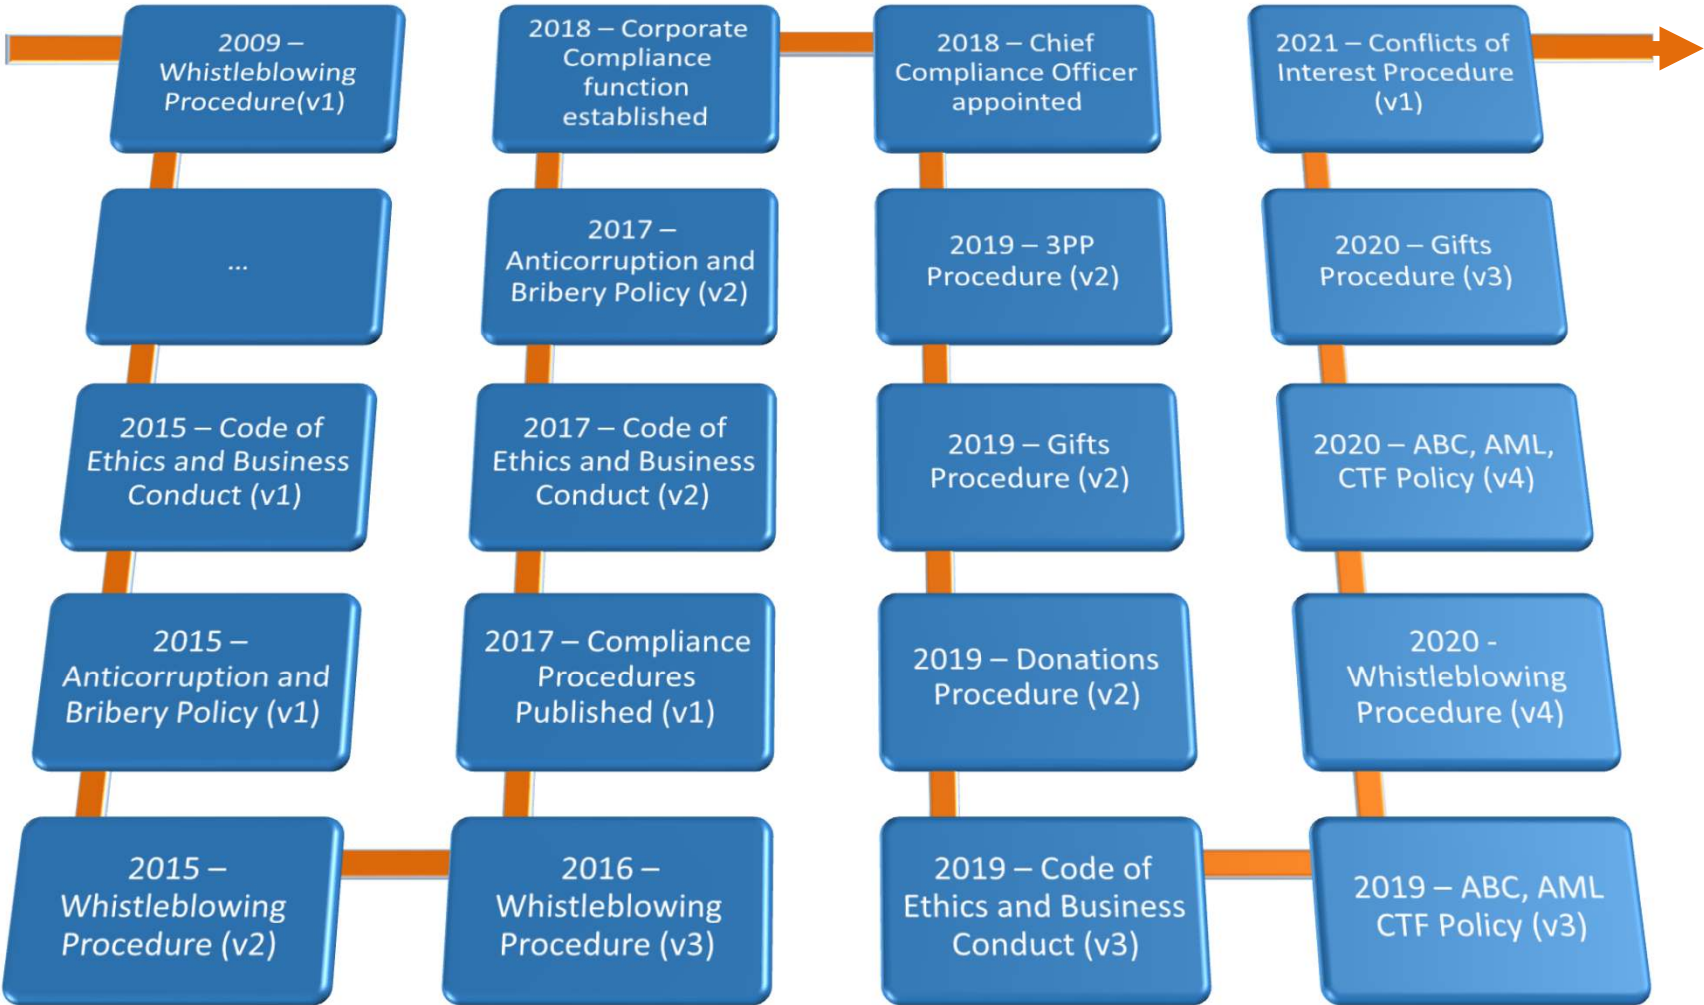 2009 –
Whistleblowing
Procedure(v1)
...
2015 – Code of
Ethics and Business
Conduct (v1)
2015 –
Anticorruption and
Bribery Policy (v1)
2015 –
Whistleblowing
Procedure (v2)
2016 –
Whistleblowing
Procedure (v3)
2017 – Compliance
Procedures
Published (v1)
2017 – Code of
Ethics and Business
Conduct (v2)
2017 –
Anticorruption and
Bribery Policy (v2)
2018 – Corporate
Compliance
function
established
2018 – Chief
Compliance Officer
appointed
2019 – 3PP
Procedure (v2)
2019 – Gifts
Procedure (v2)
2019 – Donations
Procedure (v2)
2019 – Code of
Ethics and Business
Conduct (v3)
2019 – ABC, AML
CTF Policy (v3)
2020 -
Whistleblowing
Procedure (v4)
2020 – ABC, AML,
CTF Policy (v4)
2020 – Gifts
Procedure (v3)
2021 – Conflicts of
Interest Procedure
(v1)